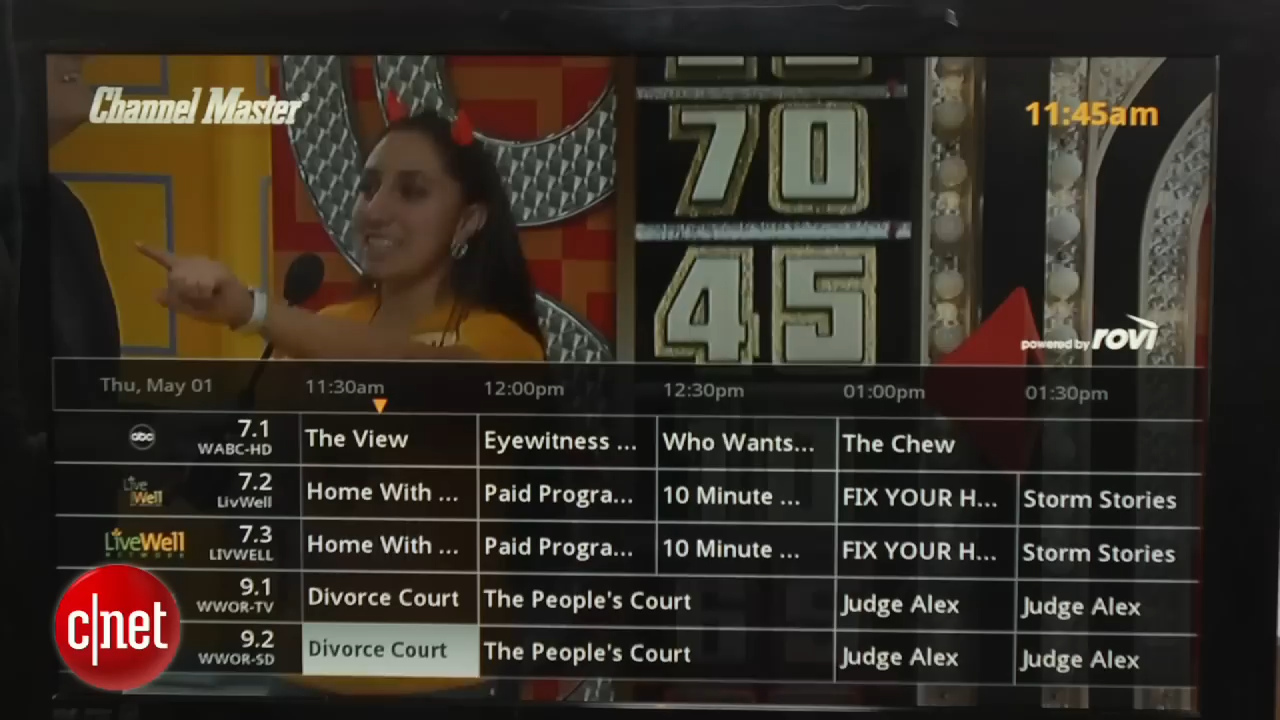 Channel Master
11:45am
70
45
powered by rovi
Thu, May 01 11:30am 12:00pm 12:30pm 01:00pm 01:30pm
abc 7.1 WABC-HD The View Eyewitness ... Who Wants... The Chew
Live Well 7.2 LivWell Home With ... Paid Progra... 10 Minute ... FIX YOUR H... Storm Stories
LiveWell NETWORK 7.3 LIVWELL Home With ... Paid Progra... 10 Minute ... FIX YOUR H... Storm Stories
9.1 WWOR-TV Divorce Court The People's Court Judge Alex Judge Alex
9.2 WWOR-SD Divorce Court The People's Court Judge Alex Judge Alex
c|net